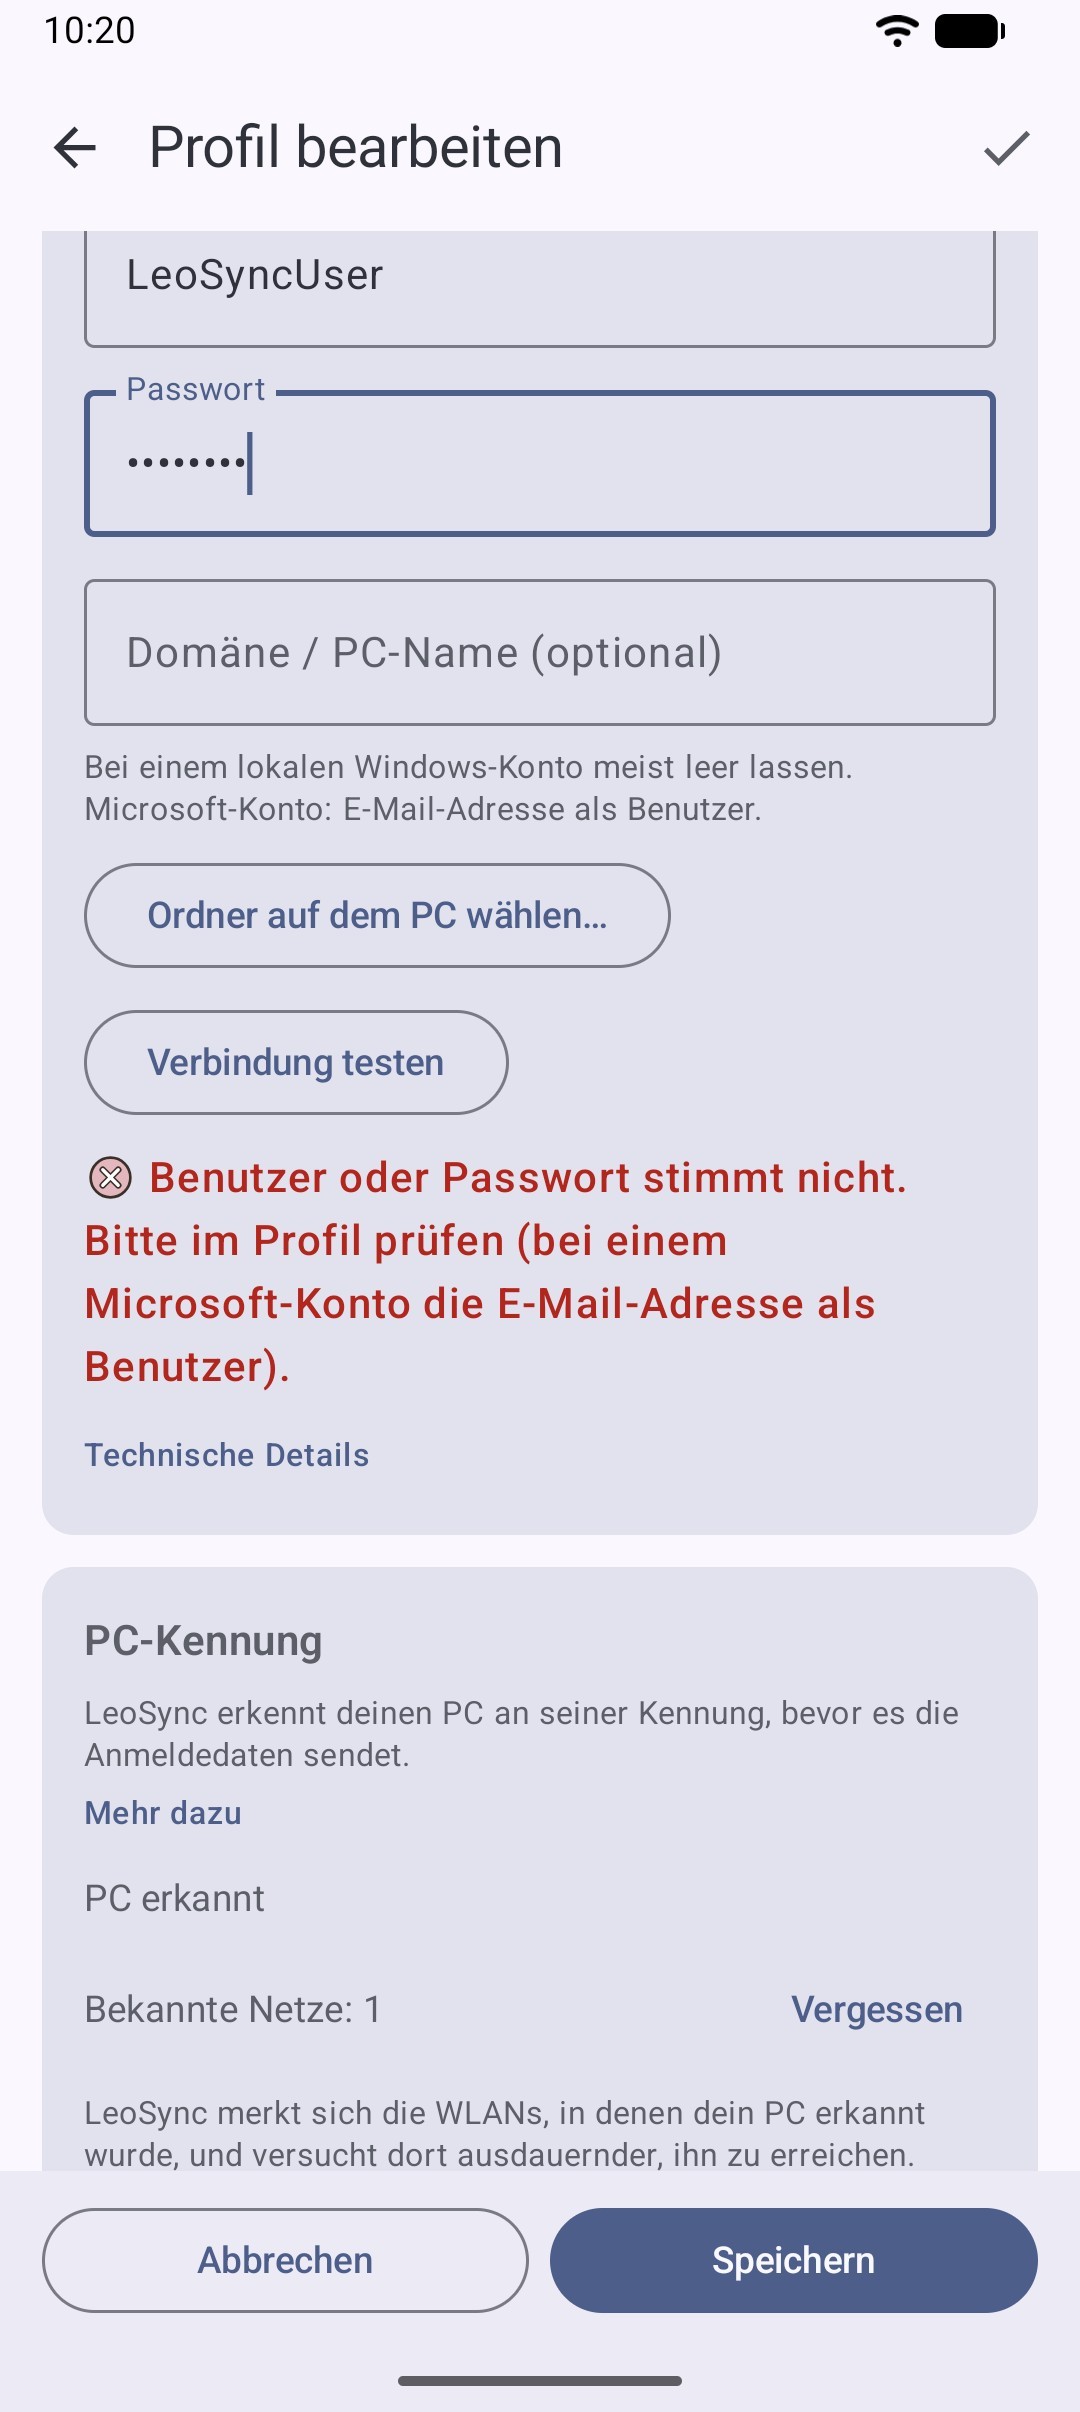 10:20
Profil bearbeiten
LeoSyncUser
Passwort
••••••••
Domäne / PC-Name (optional)
Bei einem lokalen Windows-Konto meist leer lassen.
Microsoft-Konto: E-Mail-Adresse als Benutzer.
Ordner auf dem PC wählen…
Verbindung testen
Benutzer oder Passwort stimmt nicht.
Bitte im Profil prüfen (bei einem
Microsoft-Konto die E-Mail-Adresse als
Benutzer).
Technische Details
PC-Kennung
LeoSync erkennt deinen PC an seiner Kennung, bevor es die
Anmeldedaten sendet.
Mehr dazu
PC erkannt
Bekannte Netze: 1
Vergessen
LeoSync merkt sich die WLANs, in denen dein PC erkannt
wurde, und versucht dort ausdauernder, ihn zu erreichen.
Abbrechen
Speichern